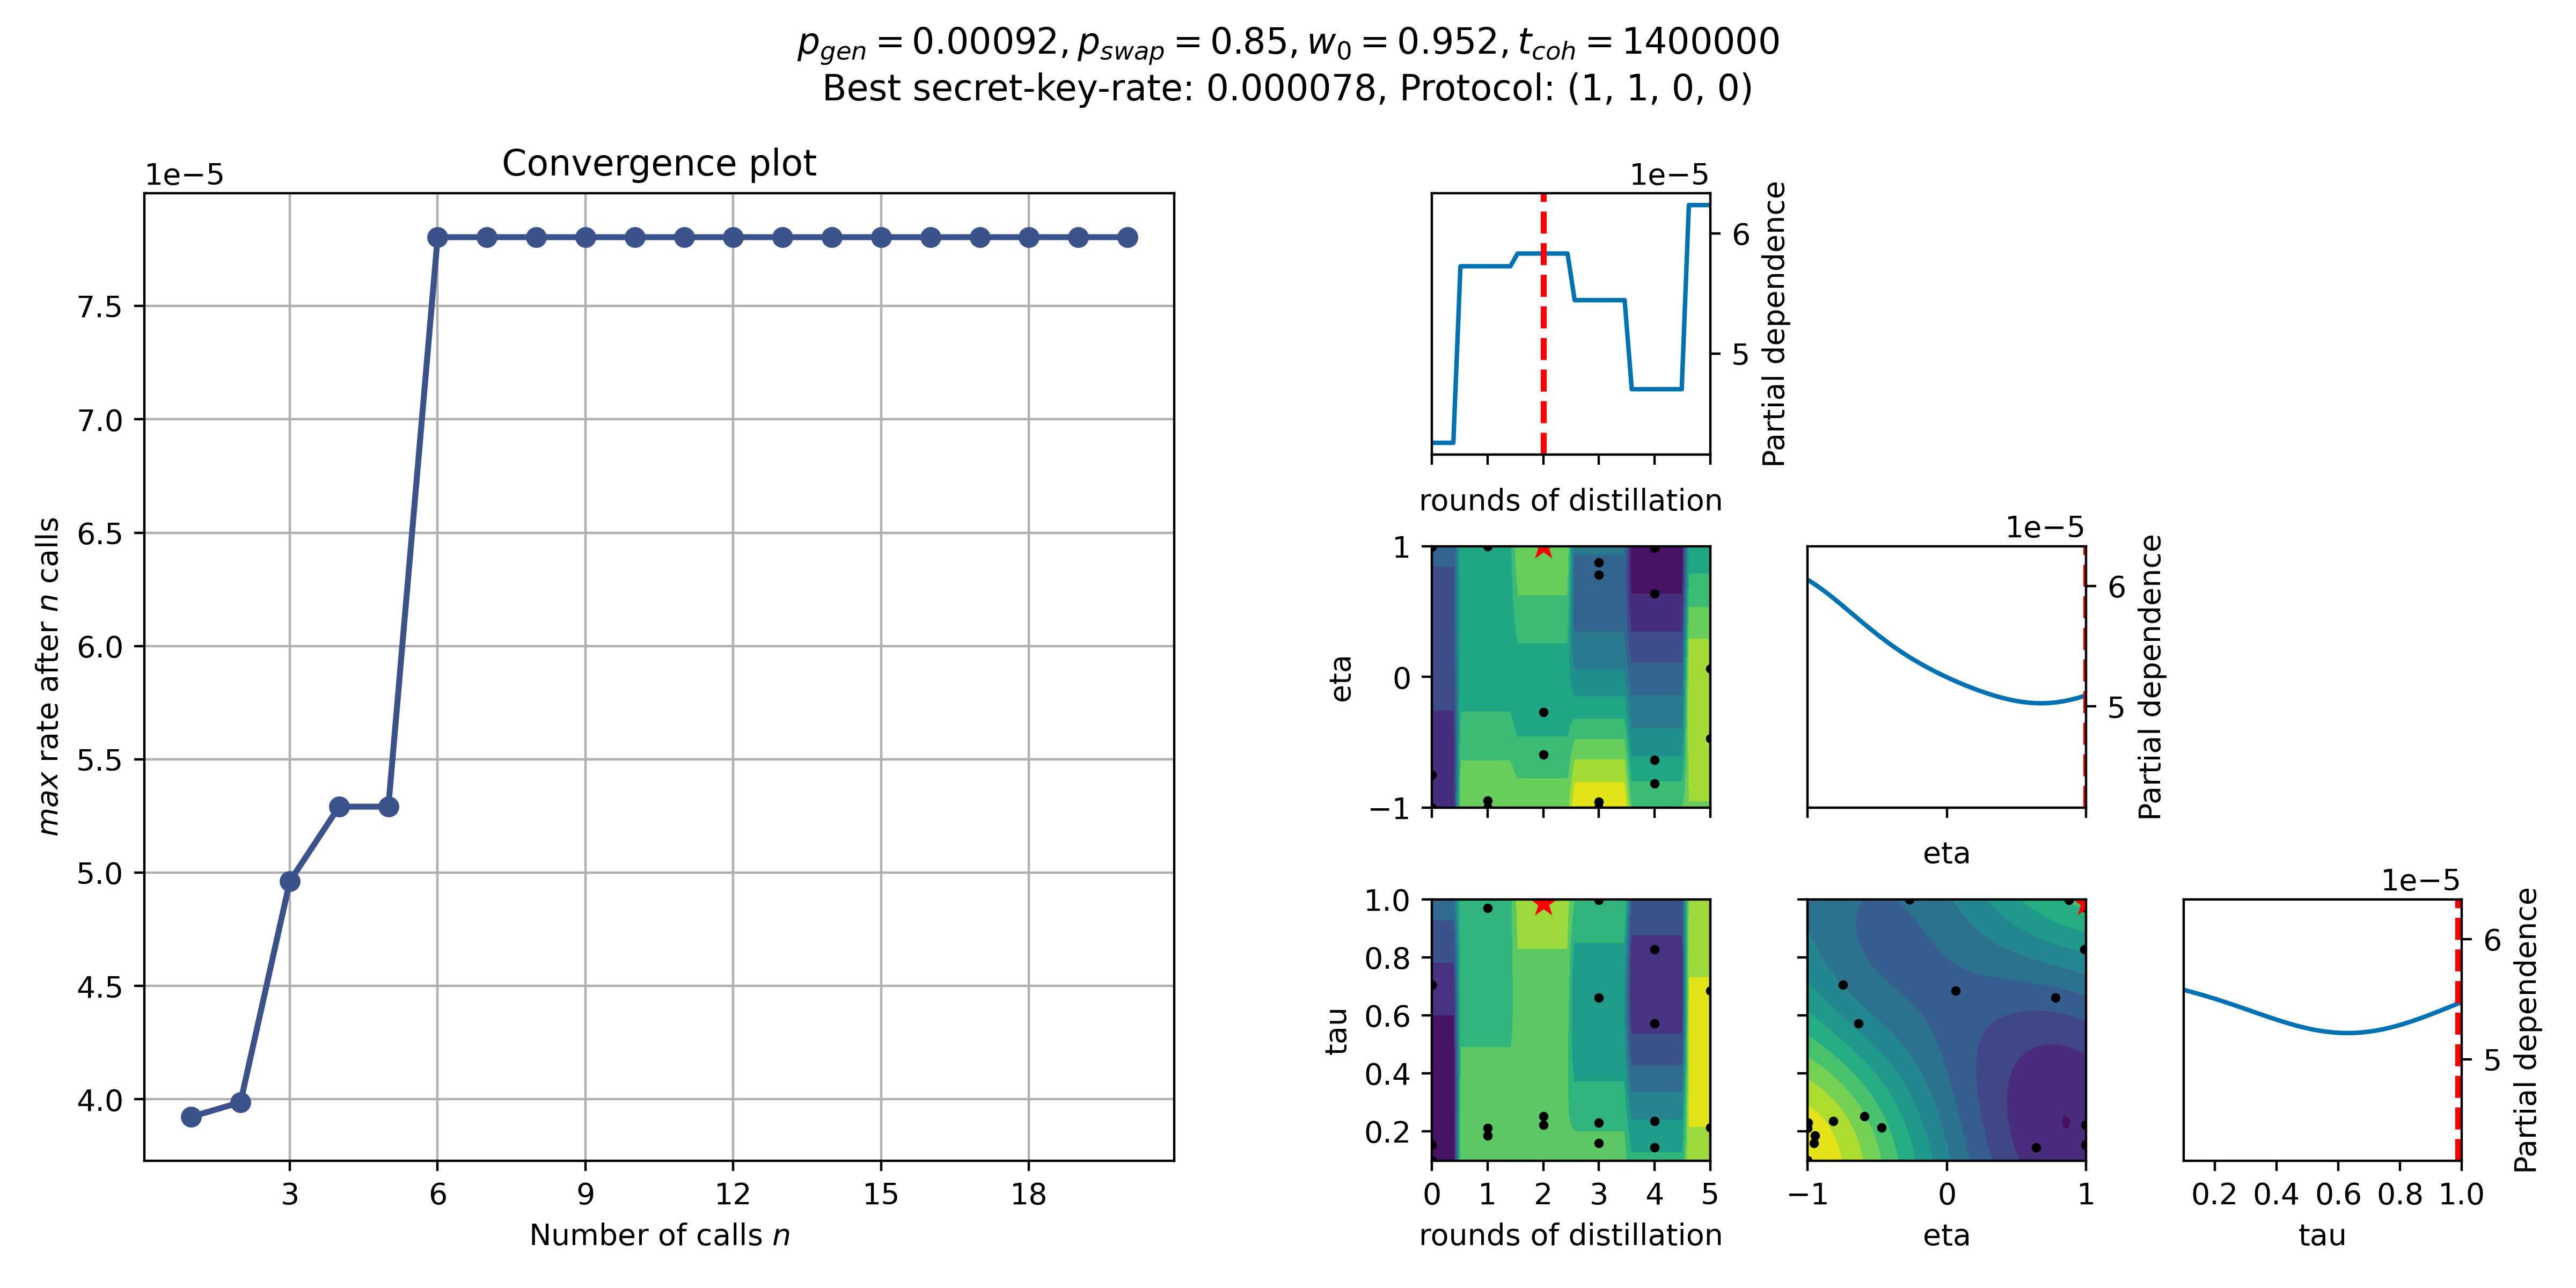 p_gen = 0.00092, p_swap = 0.85, w_0 = 0.952, t_coh = 1400000
Best secret-key-rate: 0.000078, Protocol: (1, 1, 0, 0)
Convergence plot
1e−5
7.5
7.0
6.5
6.0
5.5
5.0
4.5
4.0
max rate after n calls
3 6 9 12 15 18
Number of calls n
1e−5
6
5
Partial dependence
rounds of distillation
1
0
−1
eta
1e−5
6
5
Partial dependence
eta
1.0
0.8
0.6
0.4
0.2
tau
0 1 2 3 4 5
rounds of distillation
−1 0 1
eta
1e−5
6
5
Partial dependence
0.2 0.4 0.6 0.8 1.0
tau